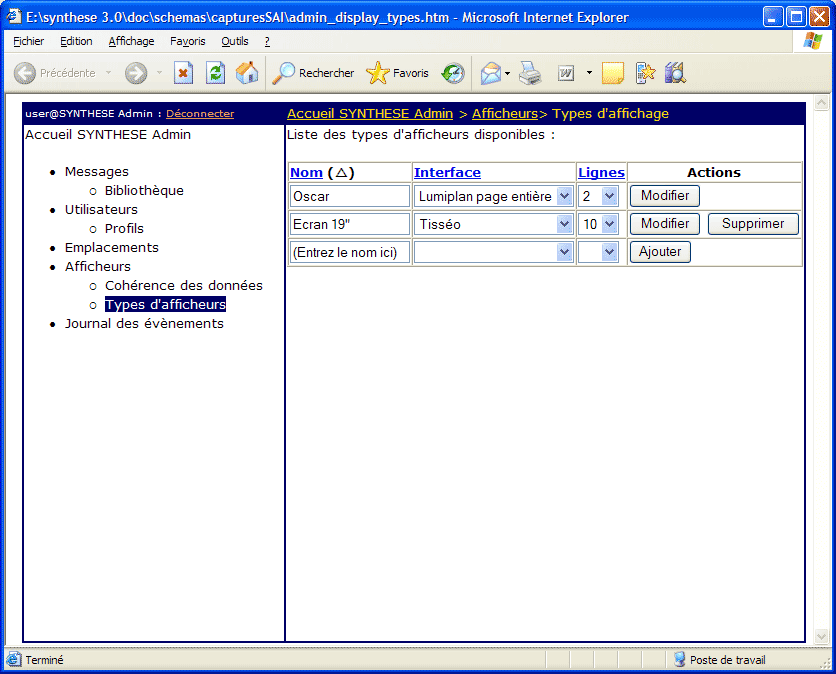 E:\synthese 3.0\doc\schemas\capturesSAI\admin_display_types.htm - Microsoft Internet Explorer
Fichier Edition Affichage Favoris Outils ?
Précédente Rechercher Favoris
user@SYNTHESE Admin : Déconnecter
Accueil SYNTHESE Admin > Afficheurs> Types d'affichage
Accueil SYNTHESE Admin
Messages
Bibliothèque
Utilisateurs
Profils
Emplacements
Afficheurs
Cohérence des données
Types d'afficheurs
Journal des évènements
Liste des types d'afficheurs disponibles :
Nom (△) Interface Lignes Actions
Oscar Lumiplan page entière 2 Modifier
Ecran 19" Tisséo 10 Modifier Supprimer
(Entrez le nom ici) Ajouter
Terminé Poste de travail